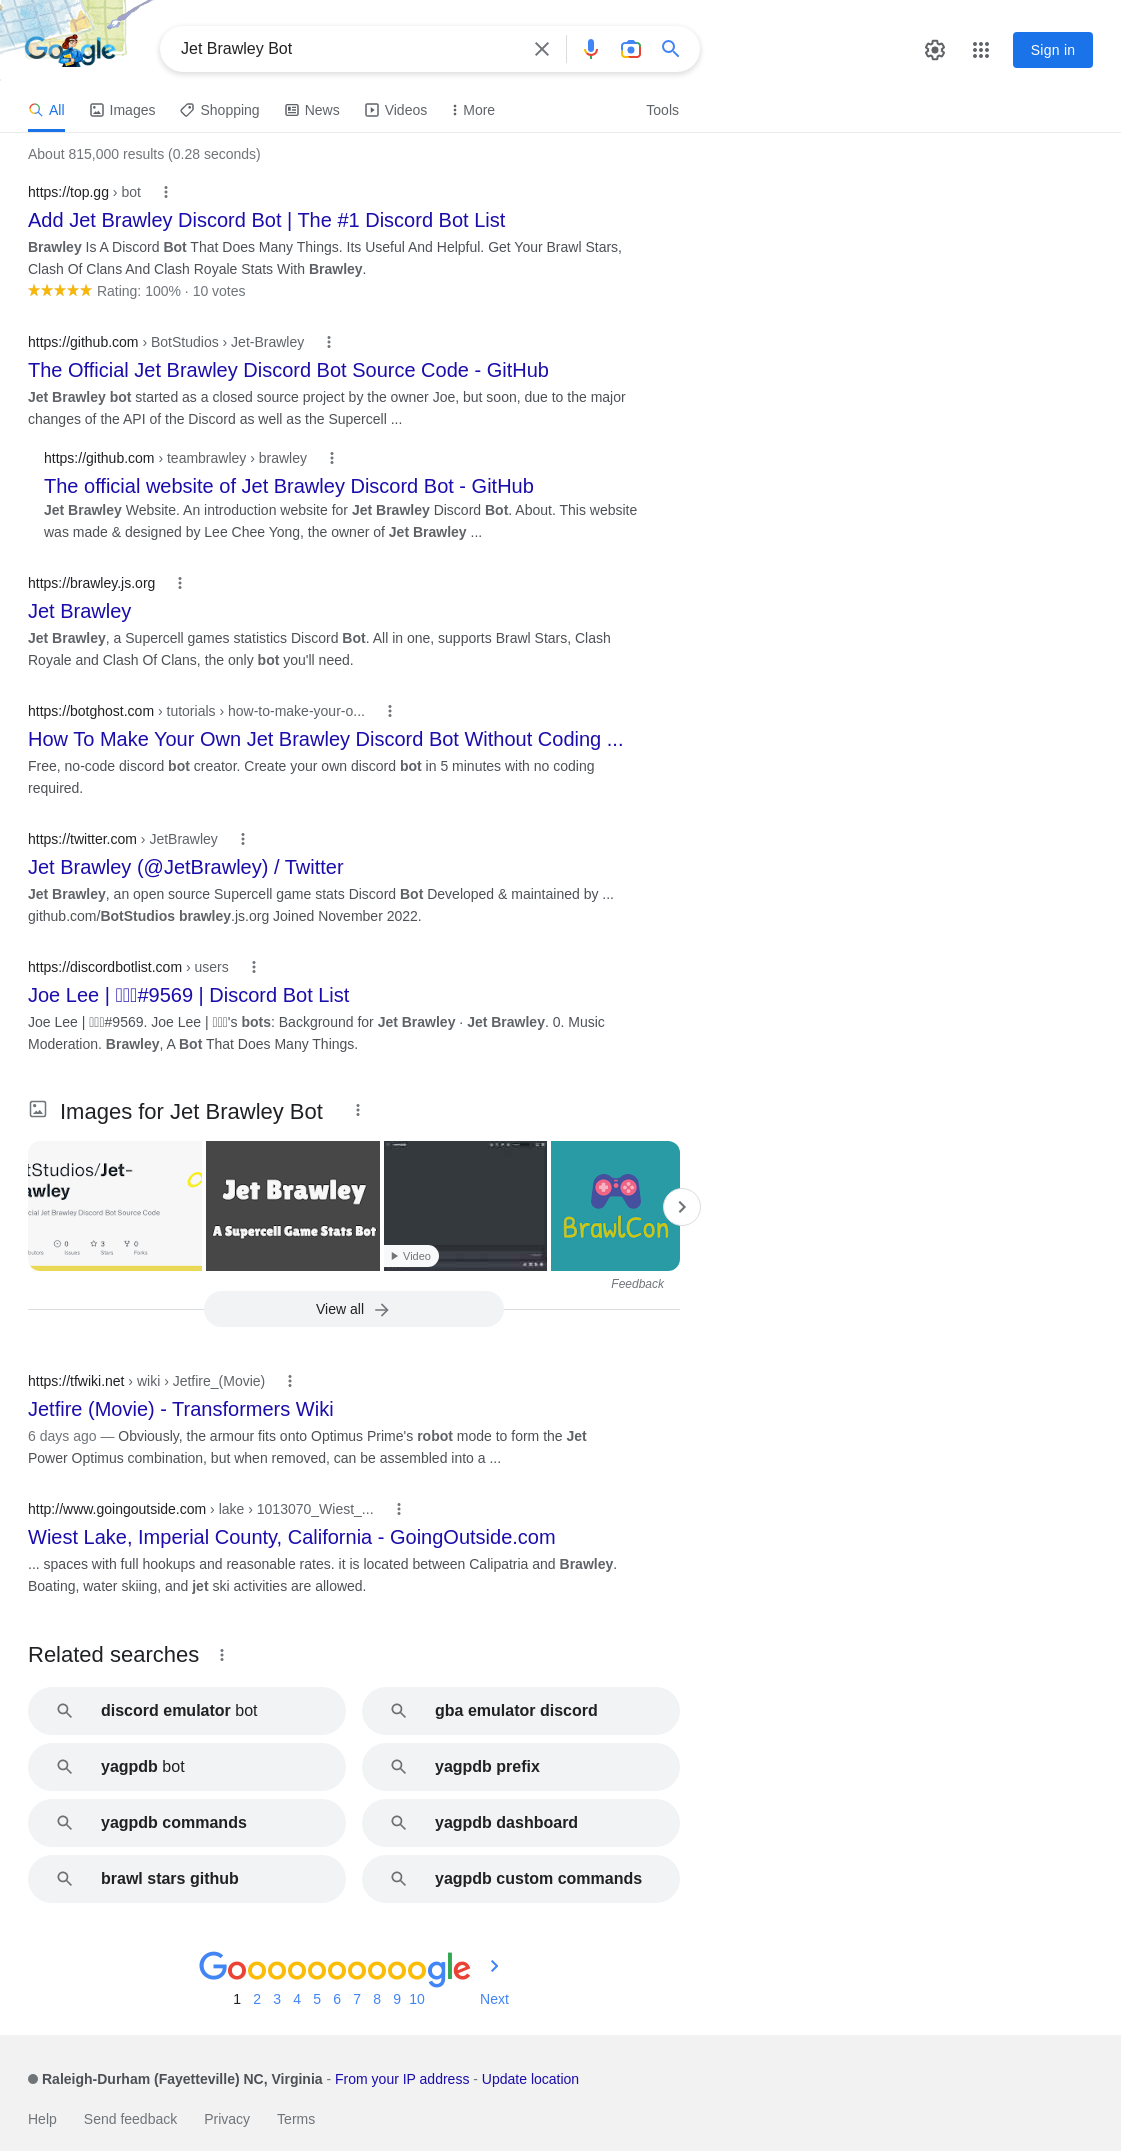 Google
Jet Brawley Bot
Sign in
All
Images
Shopping
News
Videos
More
Tools
About 815,000 results (0.28 seconds)
https://top.gg › bot
Add Jet Brawley Discord Bot | The #1 Discord Bot List
Brawley Is A Discord Bot That Does Many Things. Its Useful And Helpful. Get Your Brawl Stars,
Clash Of Clans And Clash Royale Stats With Brawley.
Rating: 100% · 10 votes
https://github.com › BotStudios › Jet-Brawley
The Official Jet Brawley Discord Bot Source Code - GitHub
Jet Brawley bot started as a closed source project by the owner Joe, but soon, due to the major
changes of the API of the Discord as well as the Supercell ...
https://github.com › teambrawley › brawley
The official website of Jet Brawley Discord Bot - GitHub
Jet Brawley Website. An introduction website for Jet Brawley Discord Bot. About. This website
was made & designed by Lee Chee Yong, the owner of Jet Brawley ...
https://brawley.js.org
Jet Brawley
Jet Brawley, a Supercell games statistics Discord Bot. All in one, supports Brawl Stars, Clash
Royale and Clash Of Clans, the only bot you'll need.
https://botghost.com › tutorials › how-to-make-your-o...
How To Make Your Own Jet Brawley Discord Bot Without Coding ...
Free, no-code discord bot creator. Create your own discord bot in 5 minutes with no coding
required.
https://twitter.com › JetBrawley
Jet Brawley (@JetBrawley) / Twitter
Jet Brawley, an open source Supercell game stats Discord Bot Developed & maintained by ...
github.com/BotStudios brawley.js.org Joined November 2022.
https://discordbotlist.com › users
Joe Lee | #9569 | Discord Bot List
Joe Lee | #9569. Joe Lee | 's bots: Background for Jet Brawley · Jet Brawley. 0. Music
Moderation. Brawley, A Bot That Does Many Things.
Images for Jet Brawley Bot
tStudios/Jet-
awley
cial Jet Brawley Discord Bot Source Code
0
3
0
butors
Issues
Stars
Forks
Jet Brawley
A Supercell Game Stats Bot
Video
BrawlCon
Feedback
View all
https://tfwiki.net › wiki › Jetfire_(Movie)
Jetfire (Movie) - Transformers Wiki
6 days ago — Obviously, the armour fits onto Optimus Prime's robot mode to form the Jet
Power Optimus combination, but when removed, can be assembled into a ...
http://www.goingoutside.com › lake › 1013070_Wiest_...
Wiest Lake, Imperial County, California - GoingOutside.com
... spaces with full hookups and reasonable rates. it is located between Calipatria and Brawley.
Boating, water skiing, and jet ski activities are allowed.
Related searches
discord emulator bot
gba emulator discord
yagpdb bot
yagpdb prefix
yagpdb commands
yagpdb dashboard
brawl stars github
yagpdb custom commands
Goooooooooogle
1 2 3 4 5 6 7 8 9 10 Next
Raleigh-Durham (Fayetteville) NC, Virginia - From your IP address - Update location
Help
Send feedback
Privacy
Terms